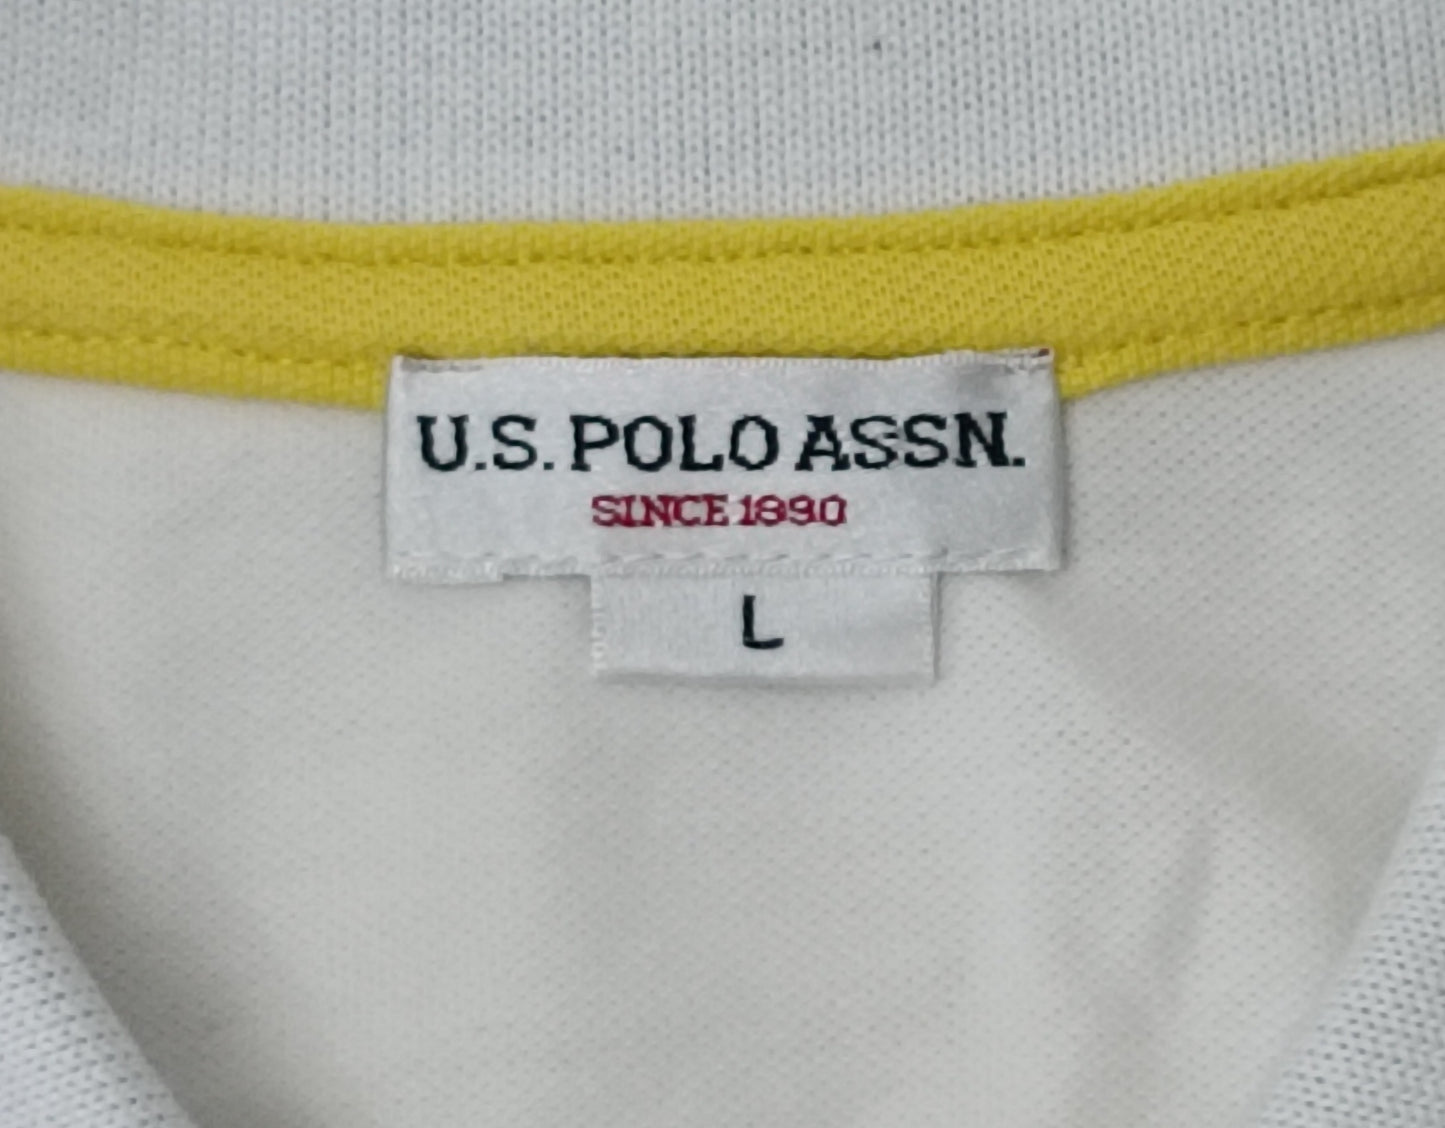 U.S. POLO ASSN.
SINCE 1890
L